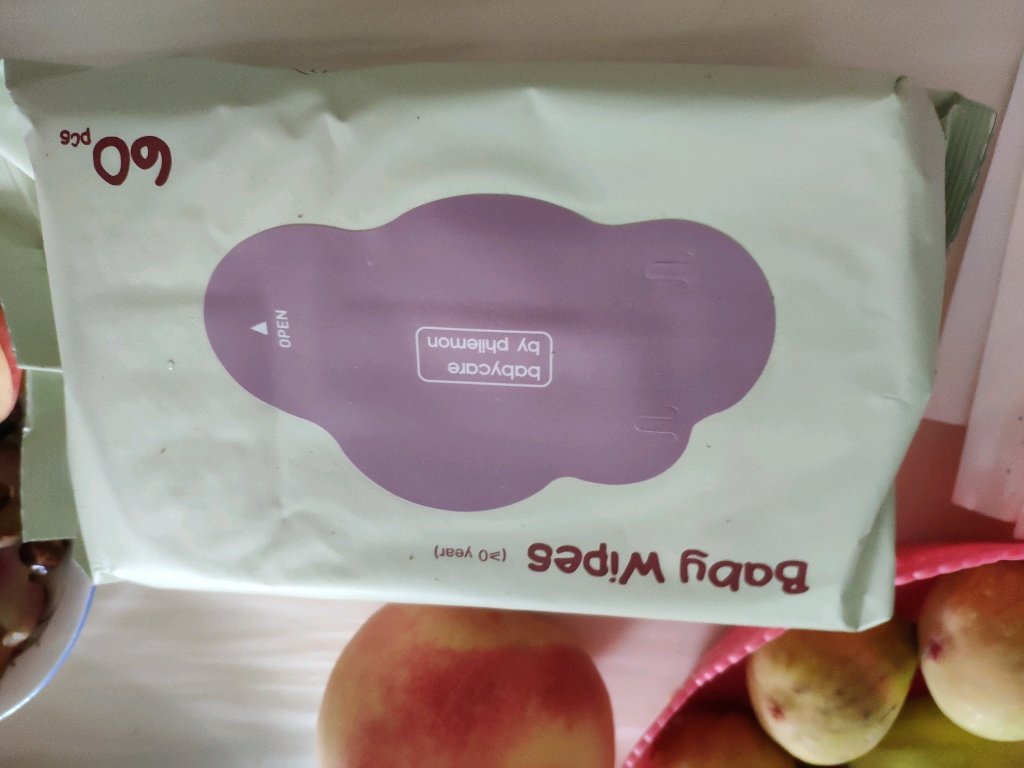 Baby Wipes (≥0 year)
babycare
by philemon
OPEN
60 pcs